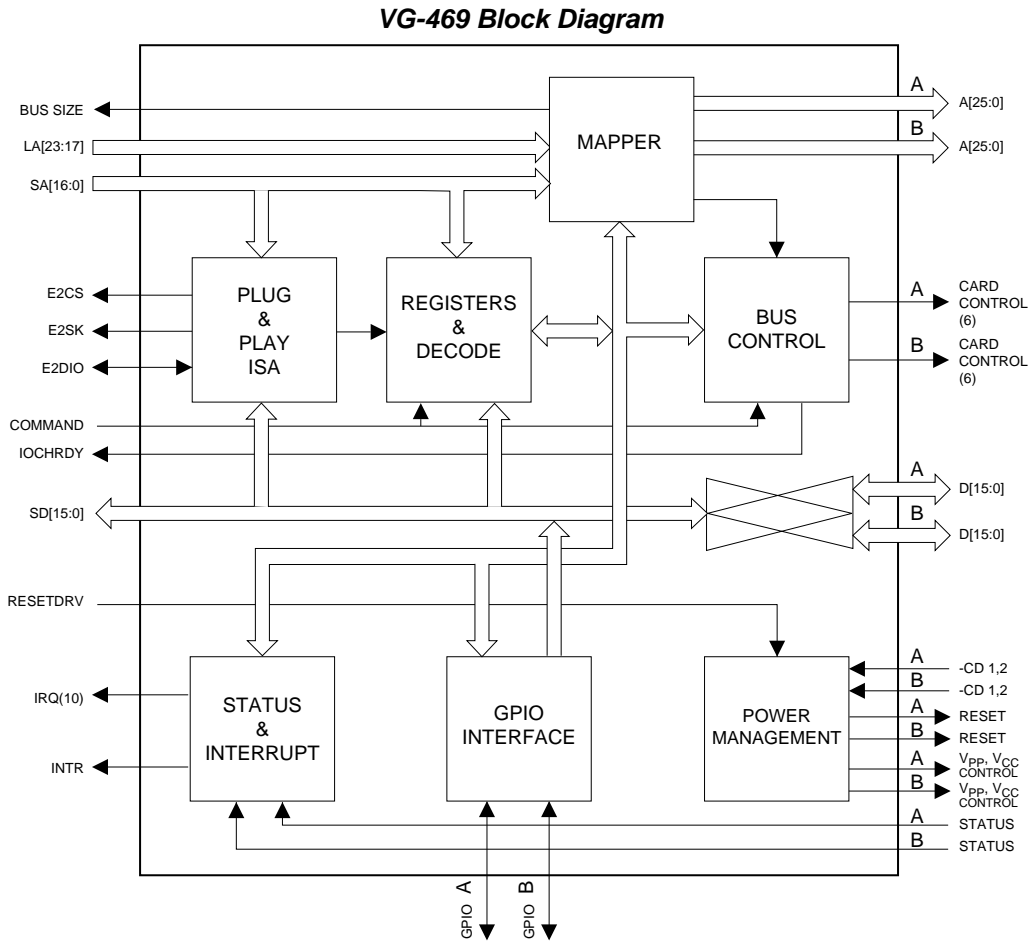 VG-469 Block Diagram
BUS SIZE
LA[23:17]
SA[16:0]
MAPPER
A
A[25:0]
B
A[25:0]
E2CS
E2SK
E2DIO
PLUG
&
PLAY
ISA
REGISTERS
&
DECODE
BUS
CONTROL
A
CARD
CONTROL
(6)
B
CARD
CONTROL
(6)
COMMAND
IOCHRDY
SD[15:0]
A
D[15:0]
B
D[15:0]
RESETDRV
IRQ(10)
INTR
STATUS
&
INTERRUPT
GPIO
INTERFACE
POWER
MANAGEMENT
A
-CD 1,2
B
-CD 1,2
A
RESET
B
RESET
A
VPP, VCC
CONTROL
B
VPP, VCC
CONTROL
A
STATUS
B
STATUS
GPIO A
GPIO B